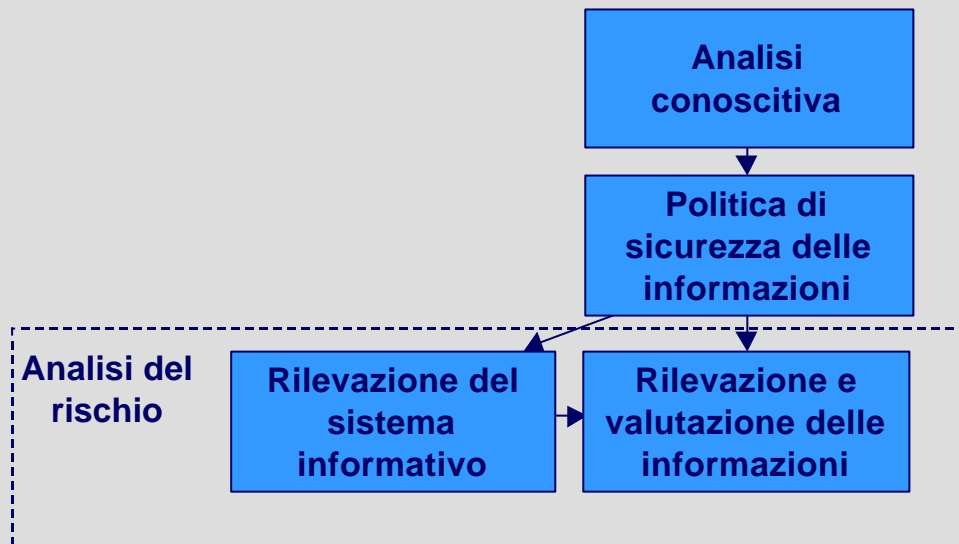 Analisi
conoscitiva
Politica di
sicurezza delle
informazioni
Analisi del
rischio
Rilevazione del
sistema
informativo
Rilevazione e
valutazione delle
informazioni